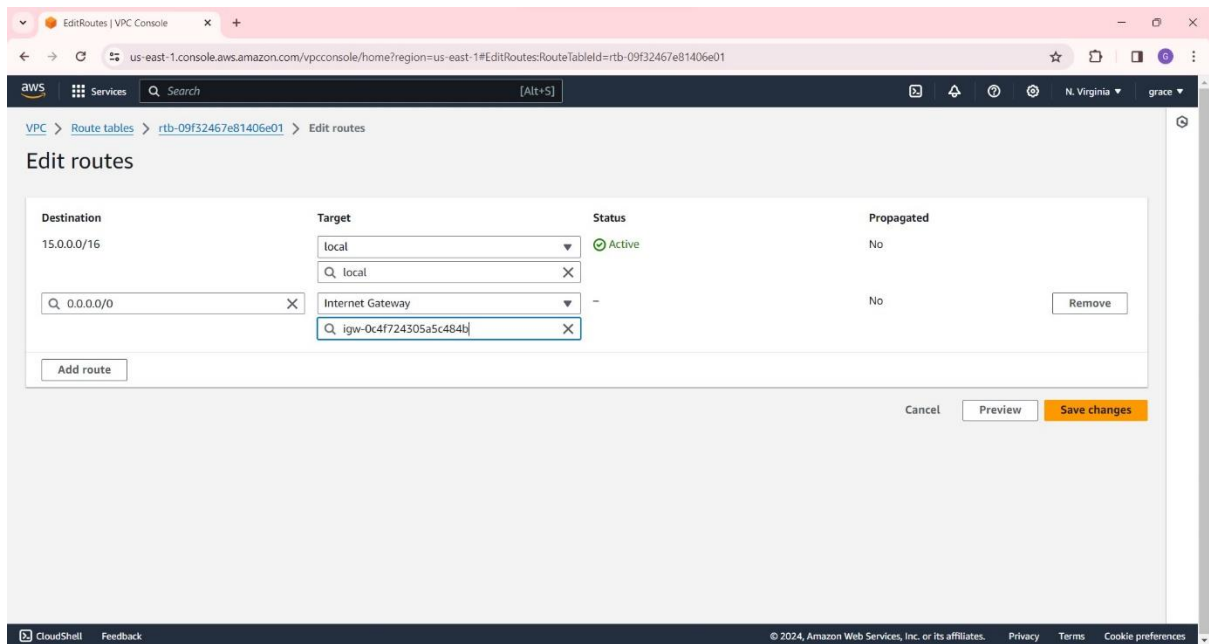 EditRoutes | VPC Console
us-east-1.console.aws.amazon.com/vpcconsole/home?region=us-east-1#EditRoutes:RouteTableId=rtb-09f32467e81406e01
G
aws Services Search [Alt+S] N. Virginia grace
VPC > Route tables > rtb-09f32467e81406e01 > Edit routes
Edit routes
Destination Target Status Propagated
15.0.0.0/16 local Active No
local
0.0.0.0/0 Internet Gateway – No Remove
igw-0c4f724305a5c484b
Add route
Cancel Preview Save changes
CloudShell Feedback © 2024, Amazon Web Services, Inc. or its affiliates. Privacy Terms Cookie preferences